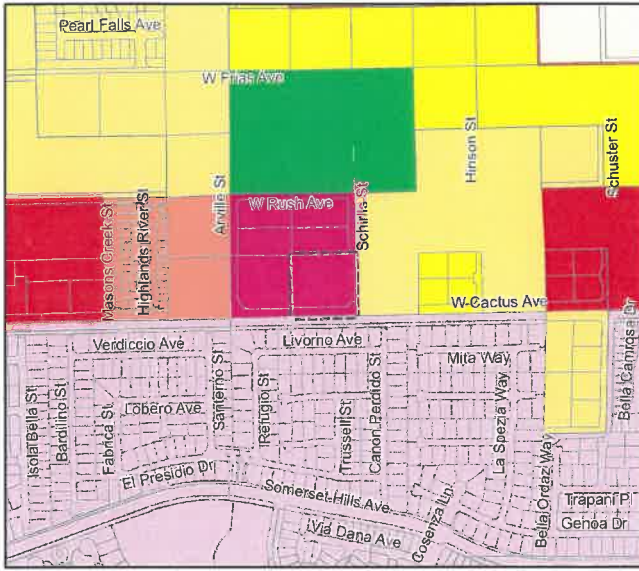 Pearl Falls Ave
W Frias Ave
Hinson St
Schuster St
Arville St
W Rush Ave
Schirlls St
Masons Creek St
Highlands River St
W Cactus Ave
Verdiccio Ave
Livorno Ave
Mita Way
Bella Camrosa Dr
Isola Bella St
Bardilino St
Fabrica St
Lobero Ave
Santerno St
Refugio St
Trussell St
Canon Perdido St
La Spezia Way
El Presidio Dr
Somerset Hills Ave
Cosenza Ln
Bella Ordaz Way
Trapani Pl
Genoa Dr
Via Dana Ave